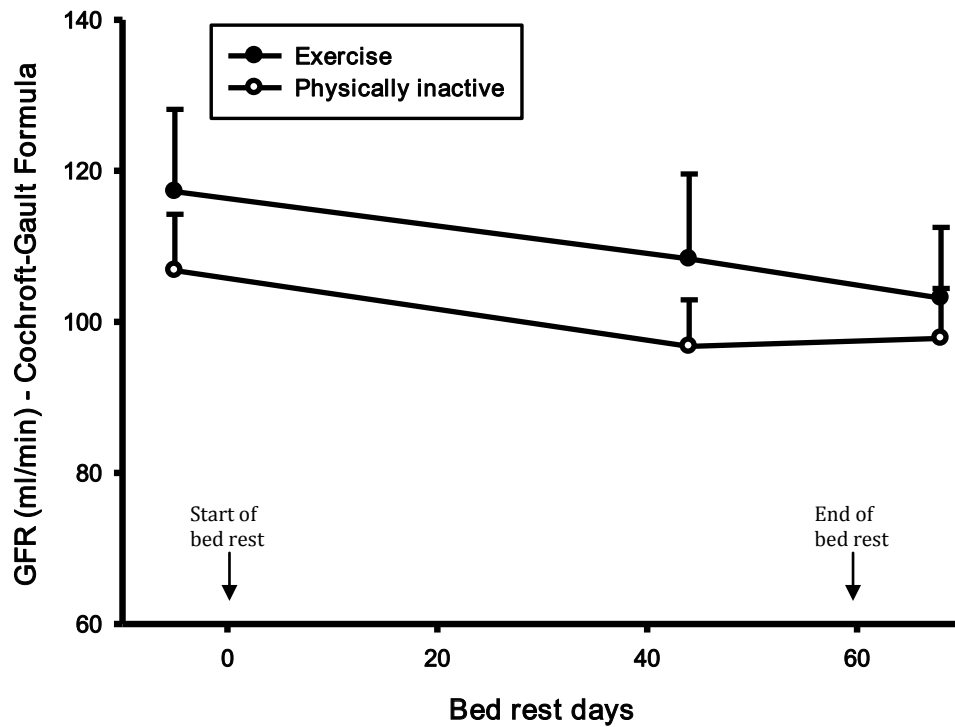 140
120
100
80
60
GFR (ml/min) - Cochroft-Gault Formula
Exercise
Physically inactive
Start of
bed rest
End of
bed rest
0
20
40
60
Bed rest days